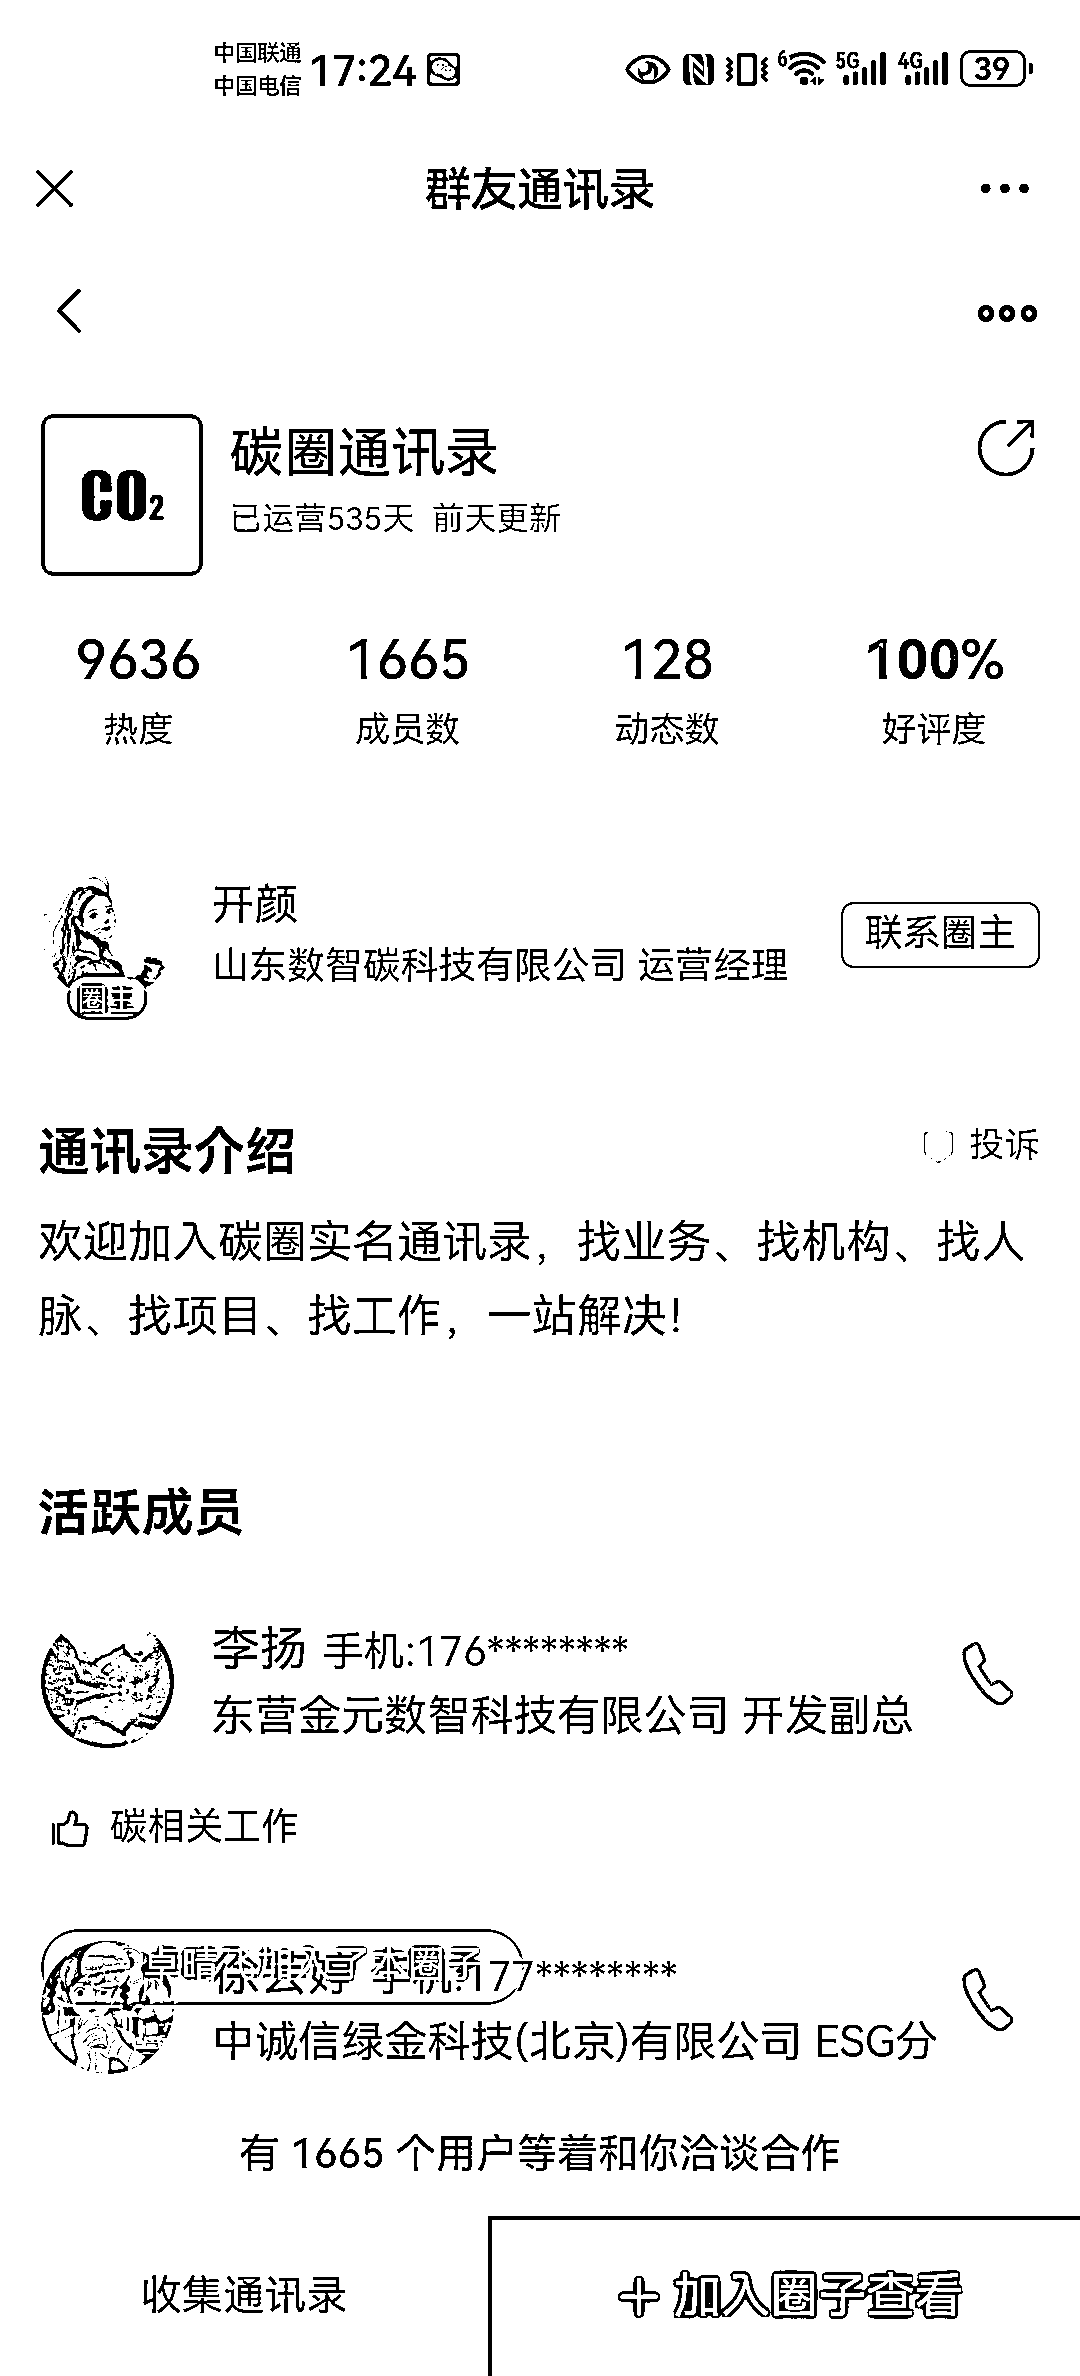 中国联通
中国电信
17:24
6 5G 4G 39
群友通讯录
CO2
碳圈通讯录
已运营535天 前天更新
9636 1665 128 100%
热度 成员数 动态数 好评度
开颜
山东数智碳科技有限公司 运营经理
联系圈主
圈主
通讯录介绍
投诉
欢迎加入碳圈实名通讯录，找业务、找机构、找人
脉、找项目、找工作，一站解决!
活跃成员
李扬 手机:176********
东营金元数智科技有限公司 开发副总
碳相关工作
加入了本圈子
手机:177********
中诚信绿金科技(北京)有限公司 ESG分
有 1665 个用户等着和你洽谈合作
收集通讯录
+ 加入圈子查看